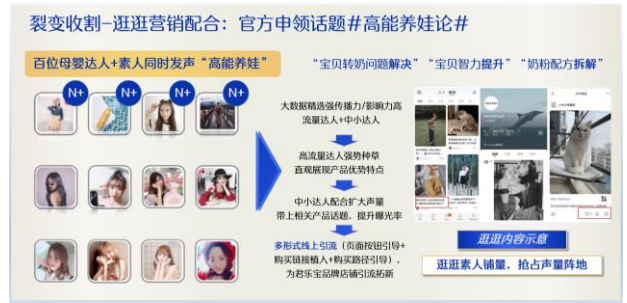 裂变收割-逛逛营销配合：官方申领话题#高能养娃论#
百位母婴达人+素人同时发声“高能养娃”
“宝贝转奶问题解决”“宝贝智力提升”“奶粉配方拆解”
N+
N+
N+
N+
大数据精选强传播力/影响力高
流量达人+中小达人
高流量达人强势种草
直观展现产品优势特点
中小达人配合扩大声量
带上相关产品话题、提升曝光率
多形式线上引流（页面按钮引导+
购买链接植入+购买路径引导），
为君乐宝品牌店铺引流拓新
逛逛内容示意
逛逛素人铺量，抢占声量阵地